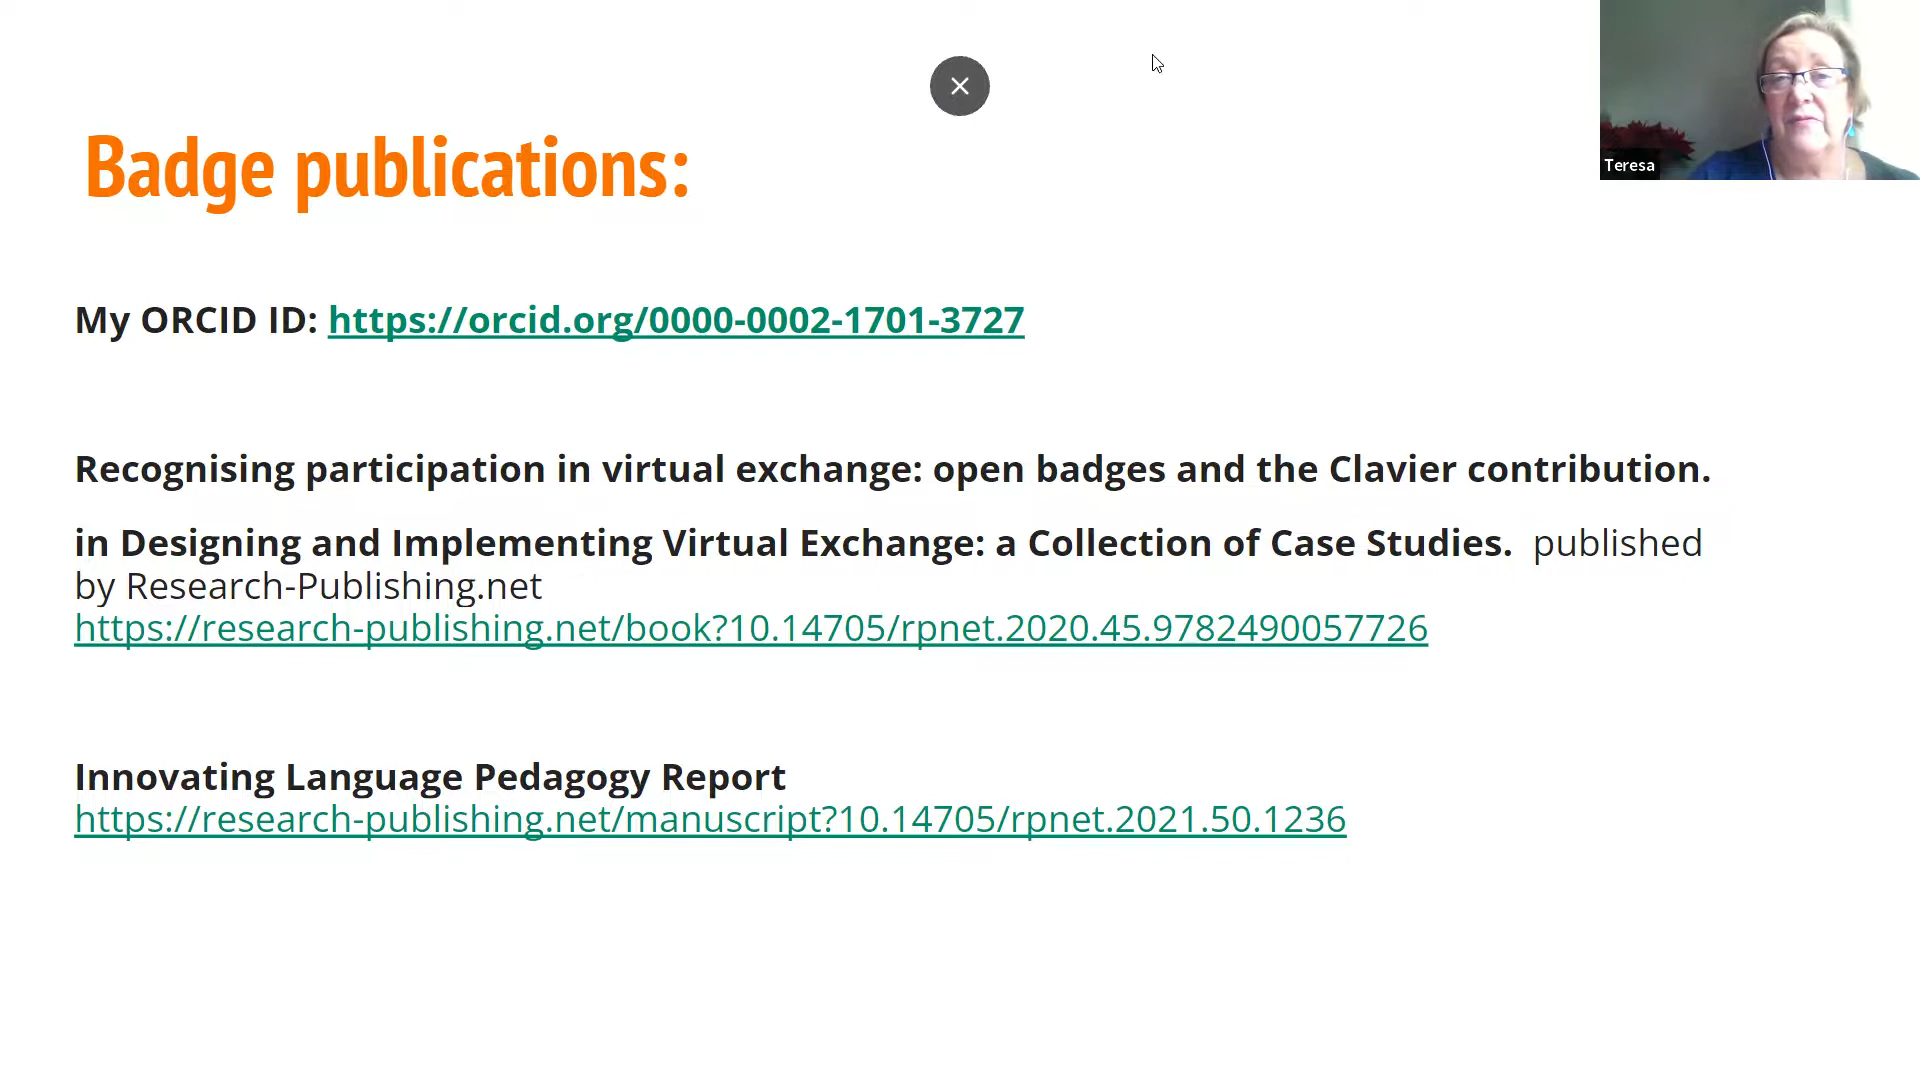 Badge publications:
Teresa
My ORCID ID: https://orcid.org/0000-0002-1701-3727
Recognising participation in virtual exchange: open badges and the Clavier contribution.
in Designing and Implementing Virtual Exchange: a Collection of Case Studies. published
by Research-Publishing.net
https://research-publishing.net/book?10.14705/rpnet.2020.45.9782490057726
Innovating Language Pedagogy Report
https://research-publishing.net/manuscript?10.14705/rpnet.2021.50.1236